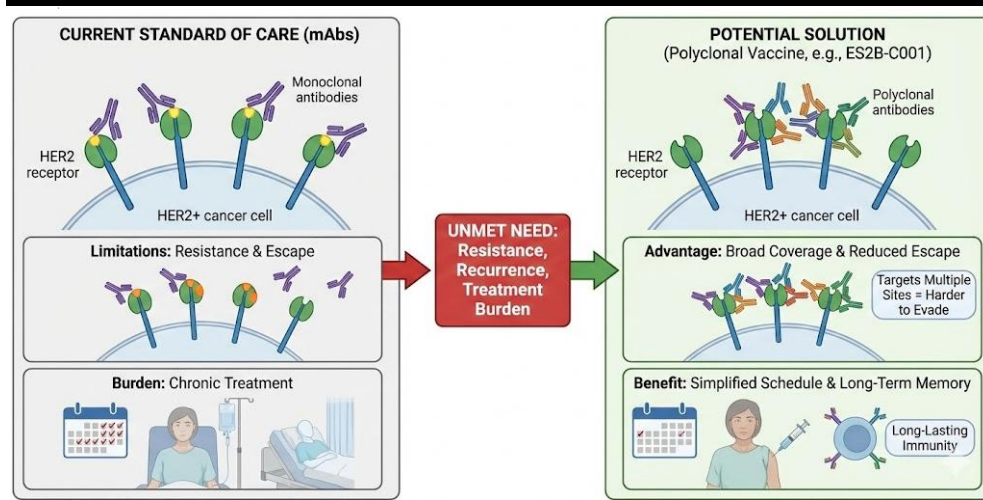 CURRENT STANDARD OF CARE (mAbs)
Monoclonal
antibodies
HER2
receptor
HER2+ cancer cell
Limitations: Resistance & Escape
Burden: Chronic Treatment
UNMET NEED:
Resistance,
Recurrence,
Treatment
Burden
POTENTIAL SOLUTION
(Polyclonal Vaccine, e.g., ES2B-C001)
Polyclonal
antibodies
HER2
receptor
HER2+ cancer cell
Advantage: Broad Coverage & Reduced Escape
Targets Multiple
Sites = Harder
to Evade
Benefit: Simplified Schedule & Long-Term Memory
Long-Lasting
Immunity